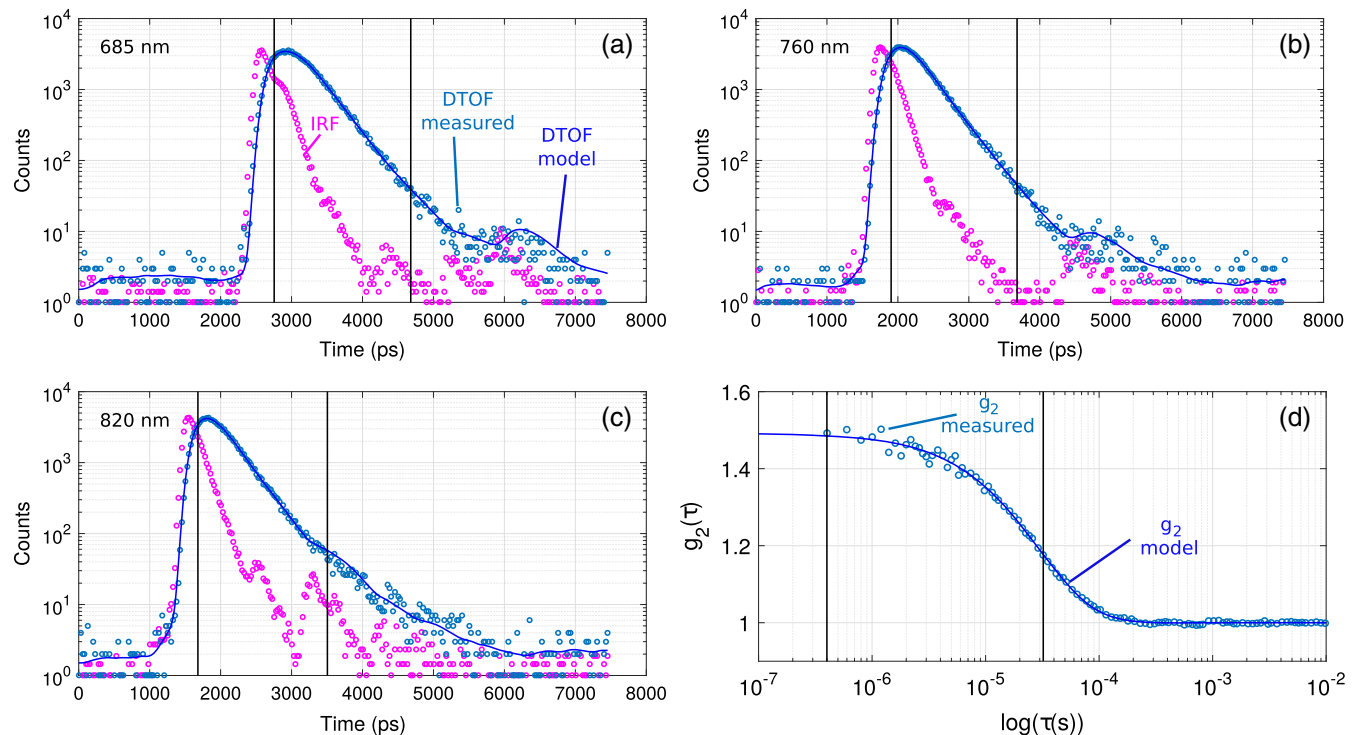 685 nm
(a)
IRF
DTOF
measured
DTOF
model
Counts
10^4
10^3
10^2
10^1
10^0
0 1000 2000 3000 4000 5000 6000 7000 8000
Time (ps)
760 nm
(b)
Counts
10^4
10^3
10^2
10^1
10^0
0 1000 2000 3000 4000 5000 6000 7000 8000
Time (ps)
820 nm
(c)
Counts
10^4
10^3
10^2
10^1
10^0
0 1000 2000 3000 4000 5000 6000 7000 8000
Time (ps)
(d)
g_2
measured
g_2
model
g_2(τ)
1.6
1.4
1.2
1
10^-7 10^-6 10^-5 10^-4 10^-3 10^-2
log(τ(s))